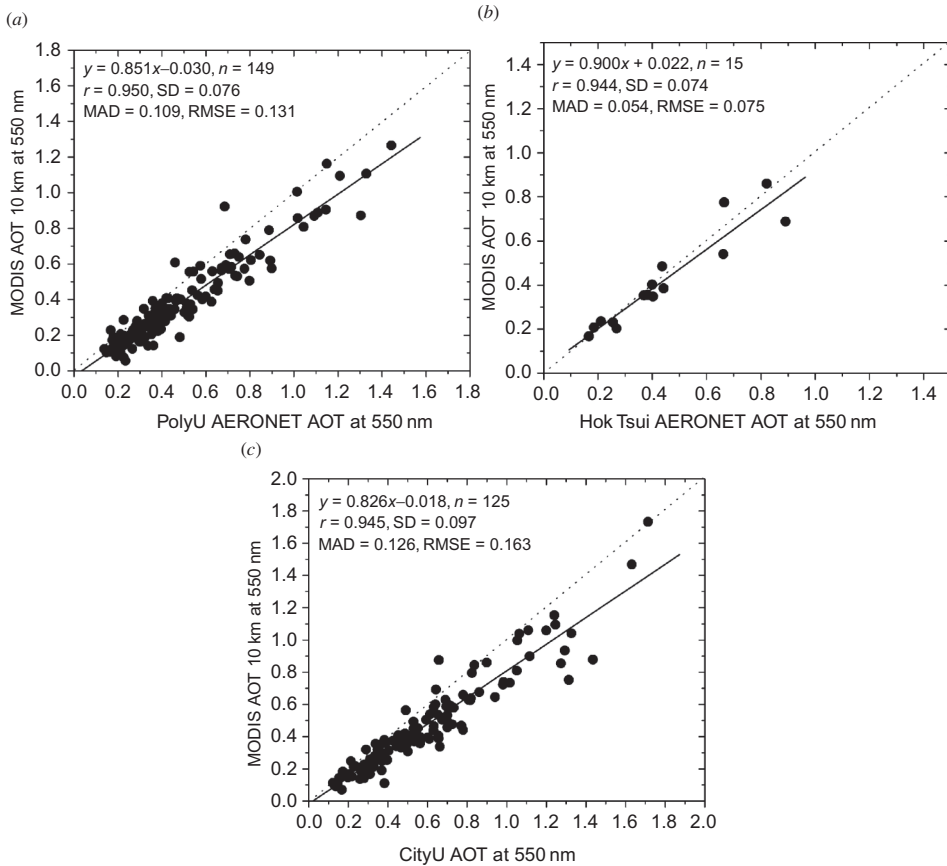 (a)
1.8
1.6
1.4
1.2
1.0
0.8
0.6
0.4
0.2
0.0
MODIS AOT 10 km at 550 nm
y = 0.851x–0.030, n = 149
r = 0.950, SD = 0.076
MAD = 0.109, RMSE = 0.131
0.0 0.2 0.4 0.6 0.8 1.0 1.2 1.4 1.6 1.8
PolyU AERONET AOT at 550 nm
(b)
1.4
1.2
1.0
0.8
0.6
0.4
0.2
0.0
MODIS AOT 10 km at 550 nm
y = 0.900x + 0.022, n = 15
r = 0.944, SD = 0.074
MAD = 0.054, RMSE = 0.075
0.0 0.2 0.4 0.6 0.8 1.0 1.2 1.4
Hok Tsui AERONET AOT at 550 nm
(c)
2.0
1.8
1.6
1.4
1.2
1.0
0.8
0.6
0.4
0.2
0.0
MODIS AOT 10 km at 550 nm
y = 0.826x–0.018, n = 125
r = 0.945, SD = 0.097
MAD = 0.126, RMSE = 0.163
0.0 0.2 0.4 0.6 0.8 1.0 1.2 1.4 1.6 1.8 2.0
CityU AOT at 550 nm